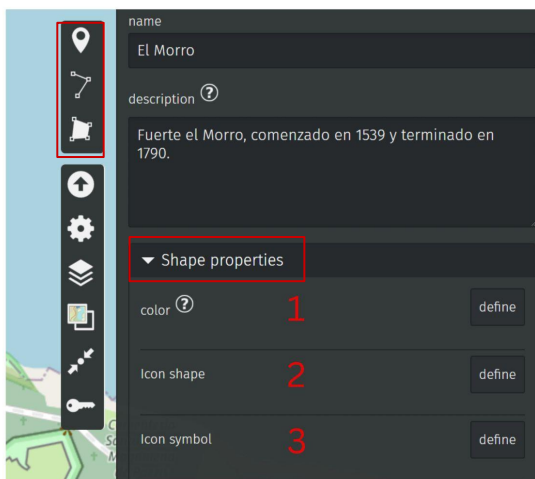 name
El Morro
description ?
Fuerte el Morro, comenzado en 1539 y terminado en
1790.
Shape properties
color ? 1 define
Icon shape 2 define
Icon symbol 3 define